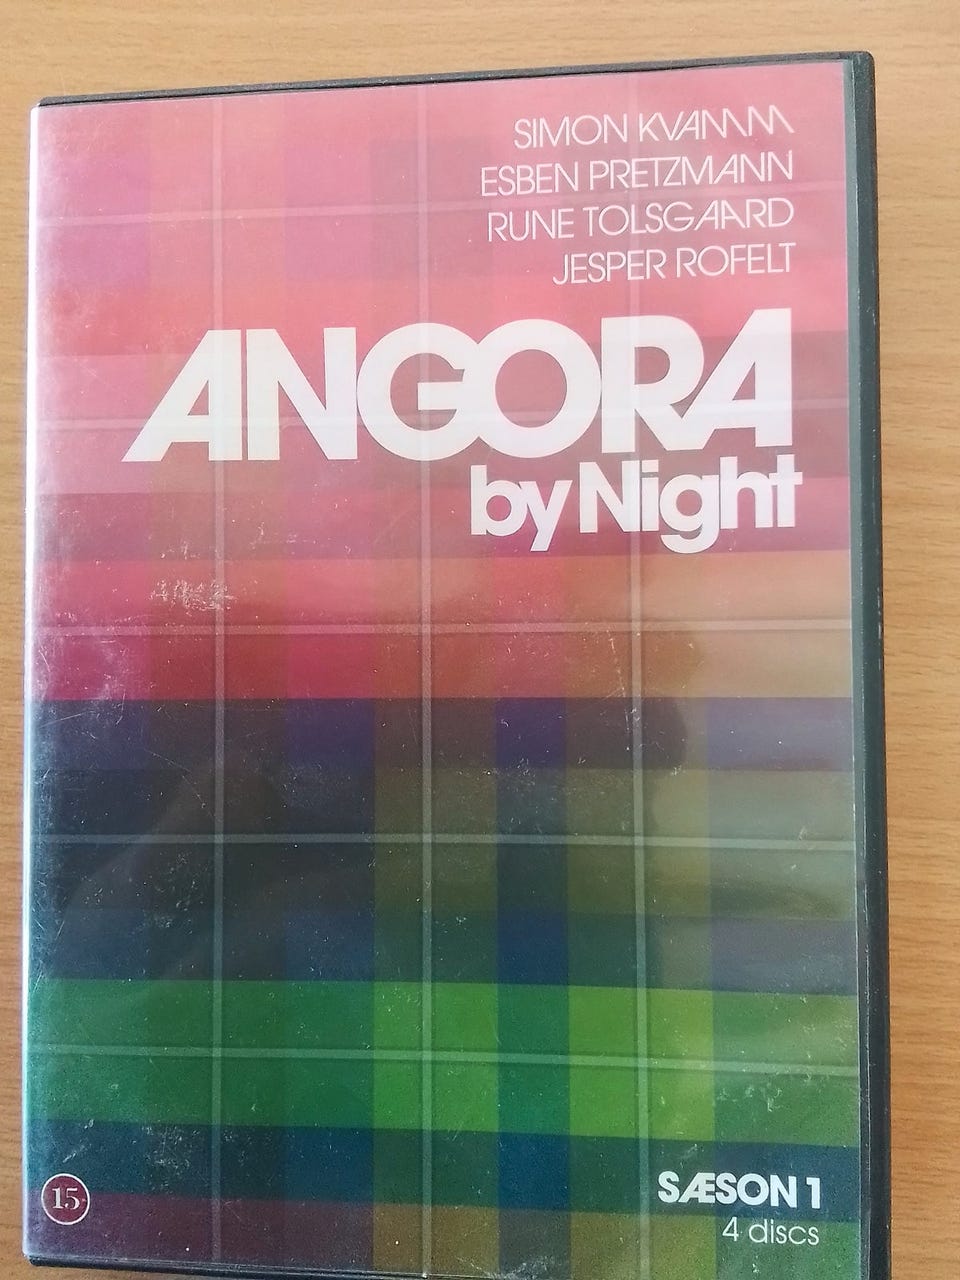 SIMON KVAMM
ESBEN PRETZMANN
RUNE TOLSGAARD
JESPER ROFELT
ANGORA
by Night
SÆSON 1
4 discs
15